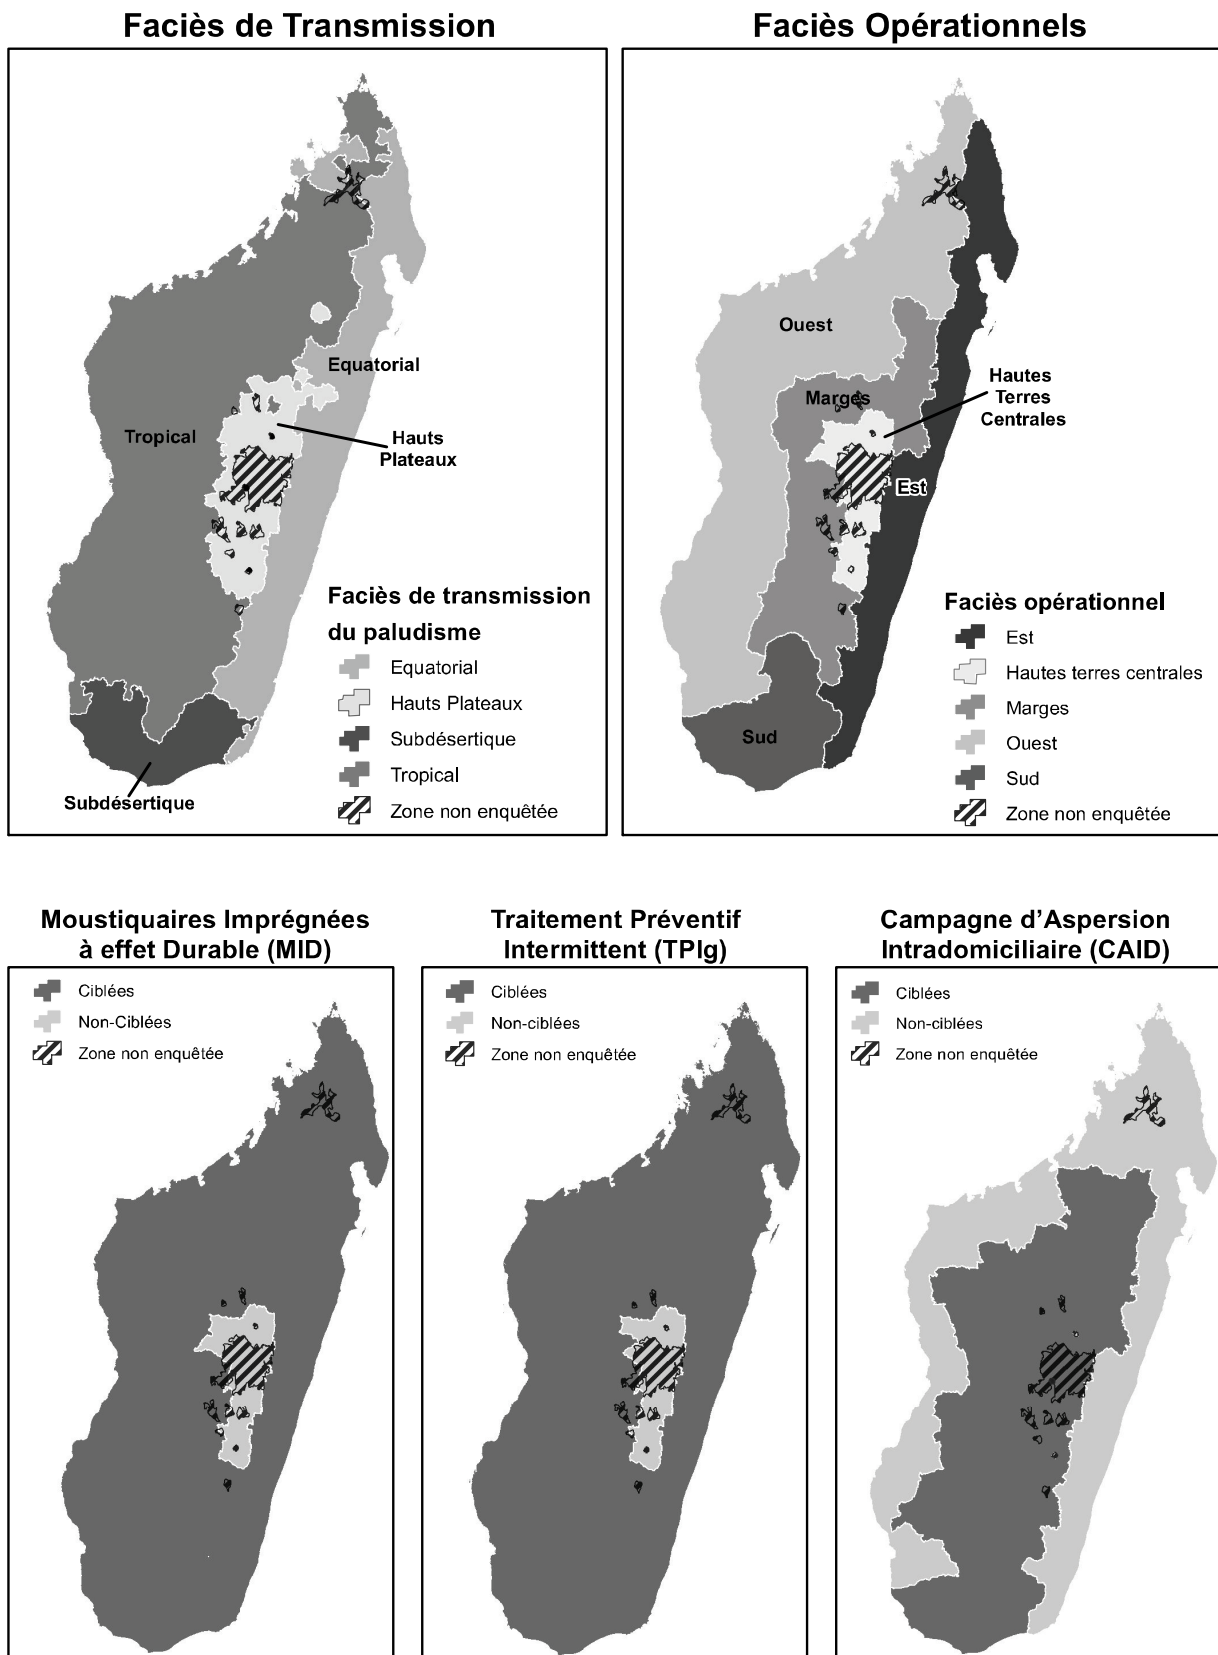 Faciès de Transmission
Equatorial
Tropical
Hauts
Plateaux
Subdésertique
Faciès de transmission
du paludisme
Equatorial
Hauts Plateaux
Subdésertique
Tropical
Zone non enquêtée
Faciès Opérationnels
Ouest
Hautes
Terres
Centrales
Marges
Est
Sud
Faciès opérationnel
Est
Hautes terres centrales
Marges
Ouest
Sud
Zone non enquêtée
Moustiquaires Imprégnées
à effet Durable (MID)
Ciblées
Non-Ciblées
Zone non enquêtée
Traitement Préventif
Intermittent (TPIg)
Ciblées
Non-ciblées
Zone non enquêtée
Campagne d’Aspersion
Intradomiciliaire (CAID)
Ciblées
Non-ciblées
Zone non enquêtée